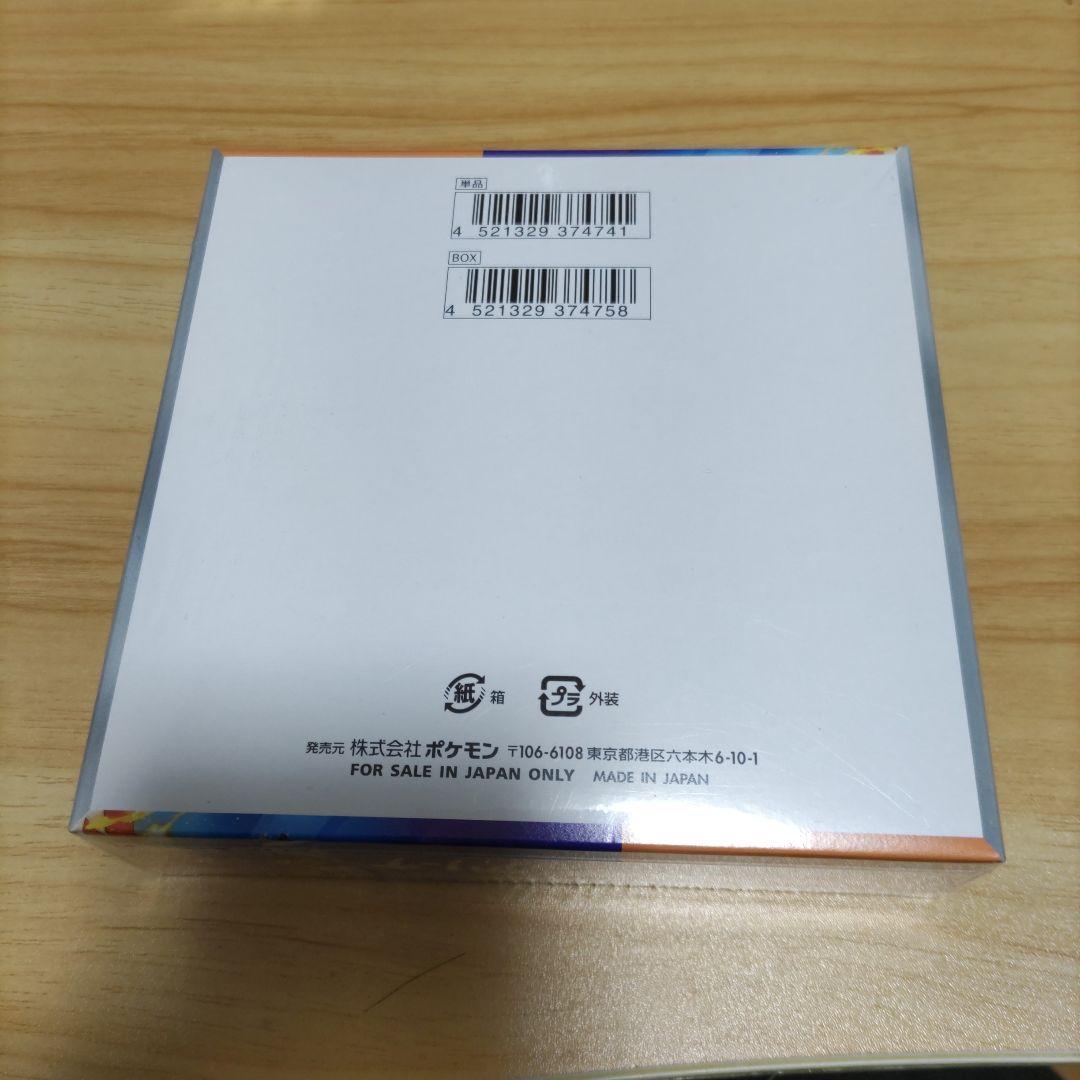 単品
4 521329 374741
BOX
4 521329 374758
紙 箱 プラ 外装
発売元 株式会社 ポケモン 〒106-6108 東京都港区六本木6-10-1
FOR SALE IN JAPAN ONLY MADE IN JAPAN